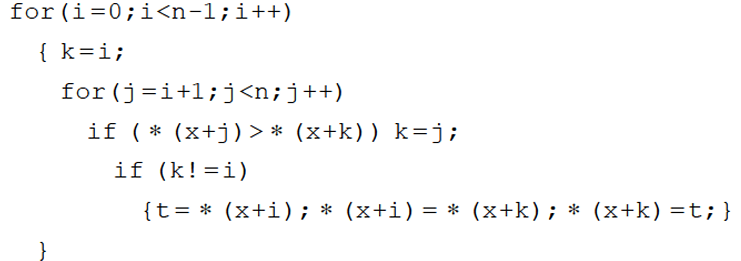 for(i=0;i<n-1;i++)
{ k=i;
for(j=i+1;j<n;j++)
if ( * (x+j)> * (x+k)) k=j;
if (k!=i)
{t= * (x+i); * (x+i) = * (x+k); * (x+k) =t;}
}